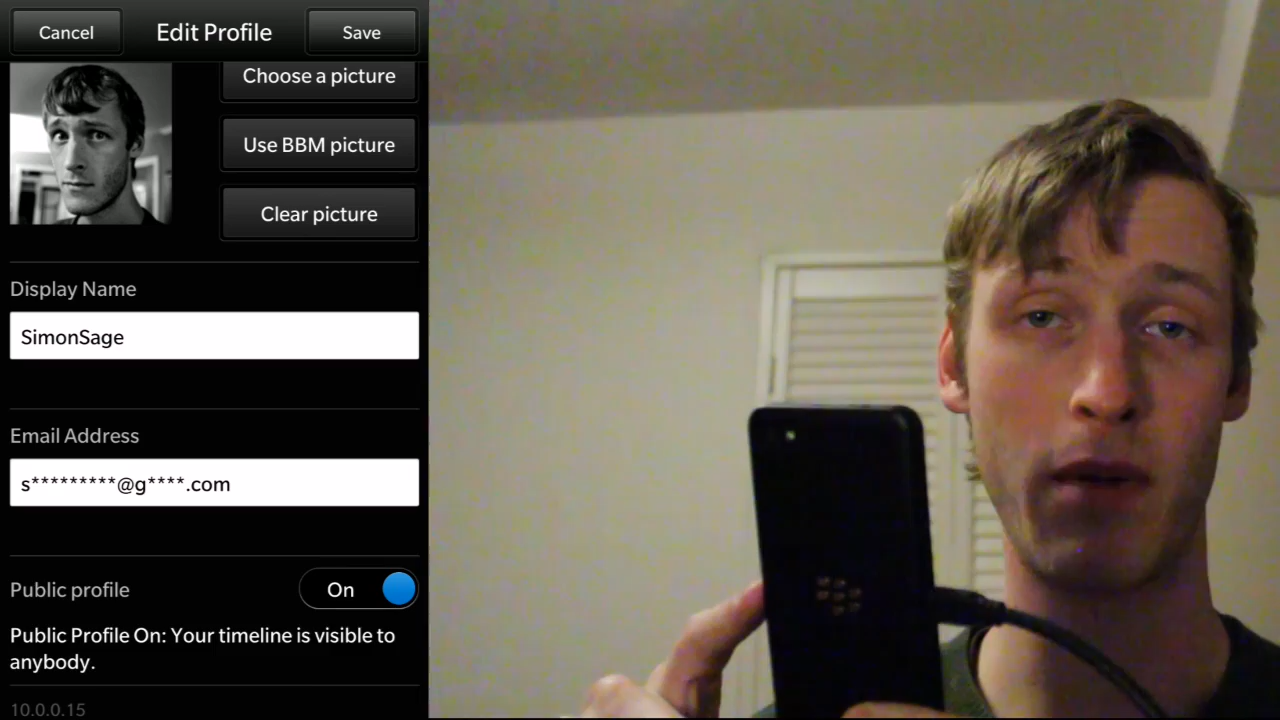 Cancel
Edit Profile
Save
Choose a picture
Use BBM picture
Clear picture
Display Name
SimonSage
Email Address
s*********@g****.com
Public profile
On
Public Profile On: Your timeline is visible to
anybody.
10.0.0.15